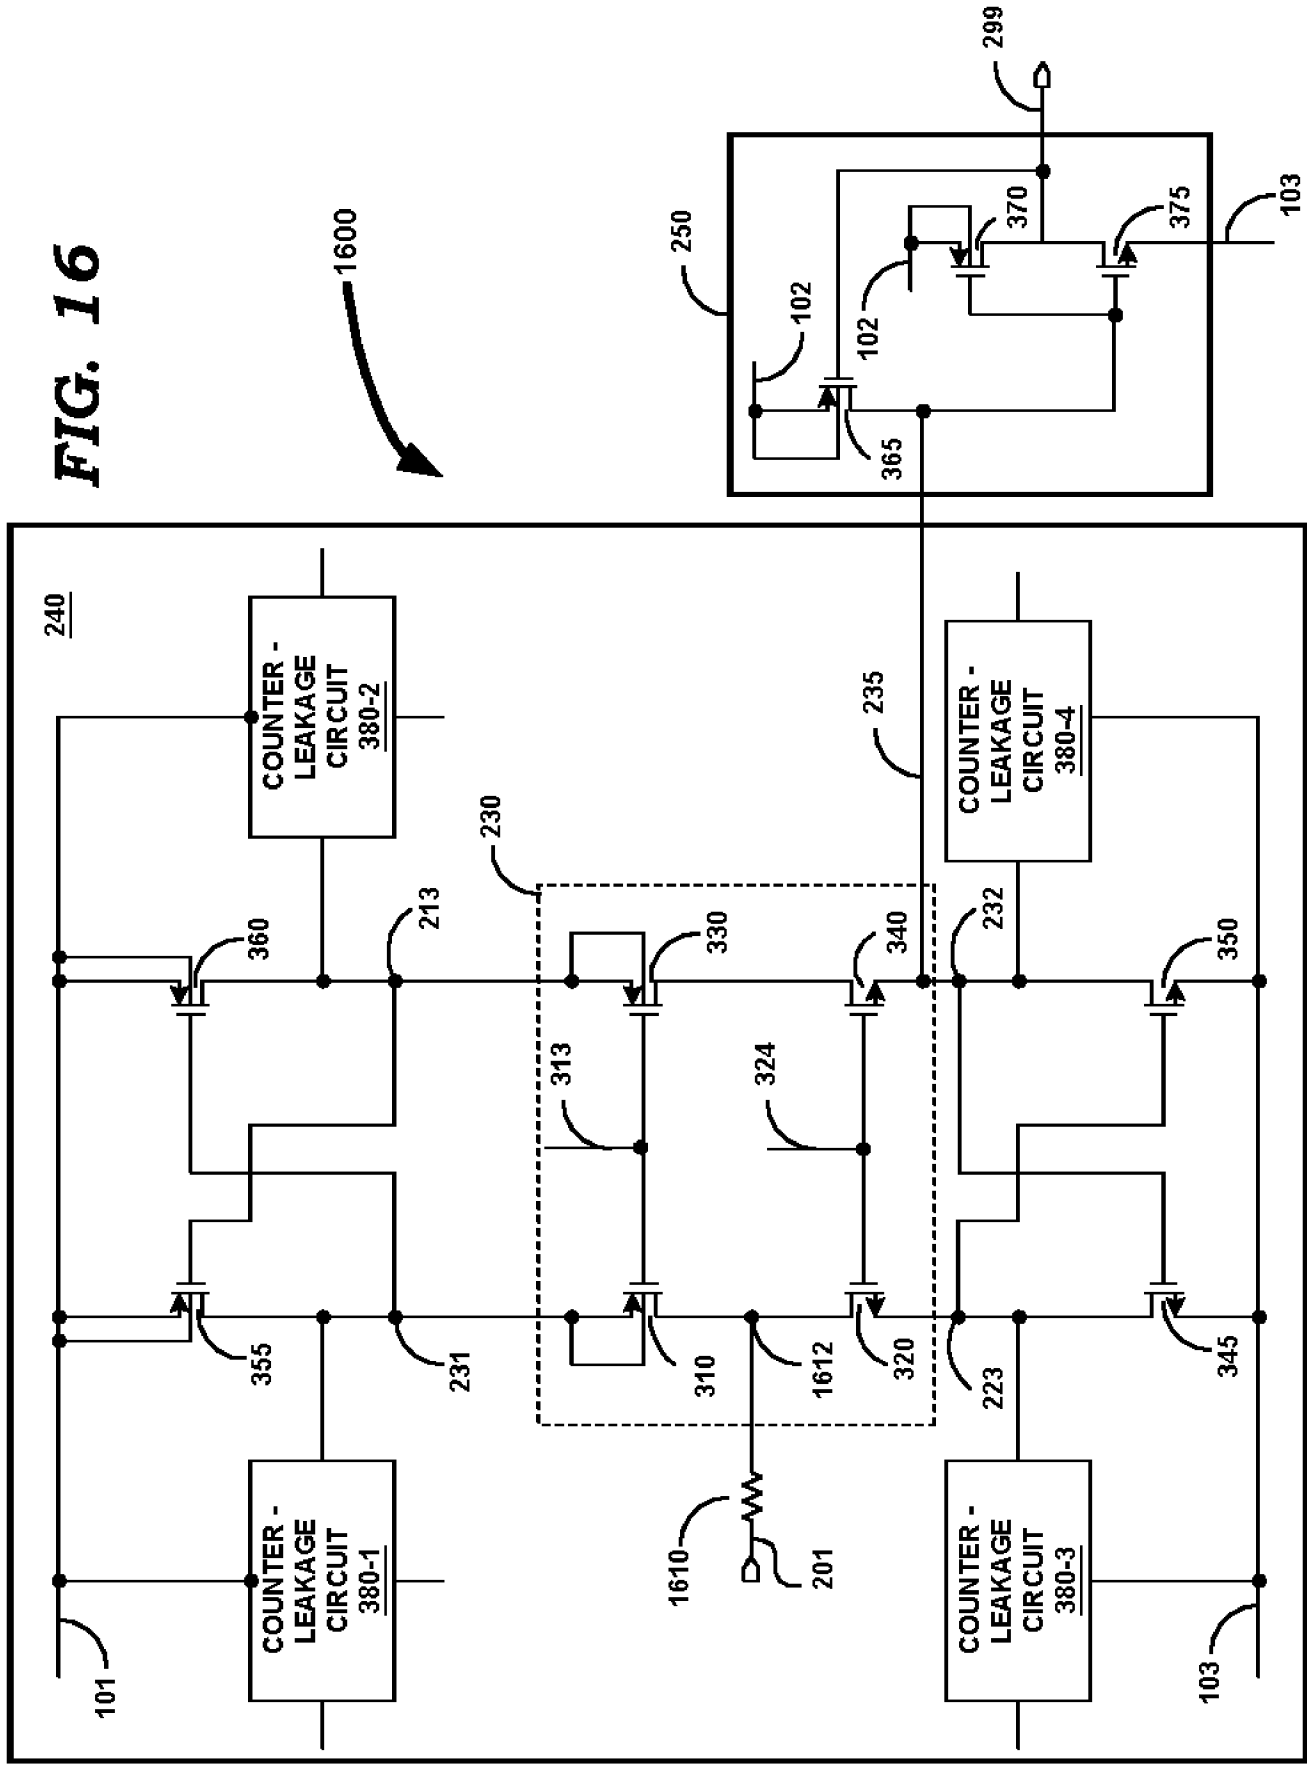 FIG. 16
1600
240
101
355
360
COUNTER -
LEAKAGE
CIRCUIT
380-1
COUNTER -
LEAKAGE
CIRCUIT
380-2
231
213
230
313
310
330
1610
201
1612
324
320
340
235
223
232
COUNTER -
LEAKAGE
CIRCUIT
380-3
COUNTER -
LEAKAGE
CIRCUIT
380-4
345
350
103
250
102
365
102
370
375
299
103